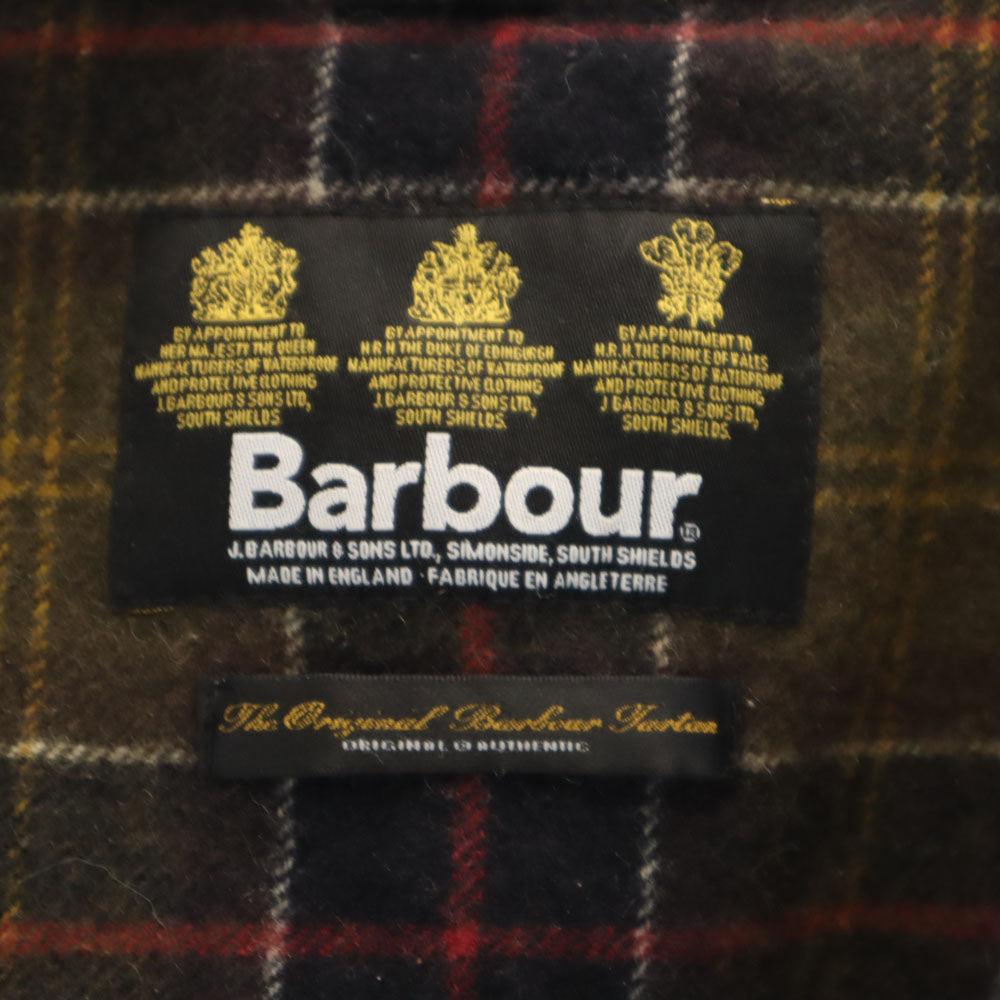 BY APPOINTMENT TO
HER MAJESTY THE QUEEN
MANUFACTURERS OF WATERPROOF
AND PROTECTIVE CLOTHING
J. BARBOUR & SONS LTD,
SOUTH SHIELDS
BY APPOINTMENT TO
H.R.H. THE DUKE OF EDINBURGH
MANUFACTURERS OF WATERPROOF
AND PROTECTIVE CLOTHING
J. BARBOUR & SONS LTD,
SOUTH SHIELDS.
BY APPOINTMENT TO
H.R.H. THE PRINCE OF WALES
MANUFACTURERS OF WATERPROOF
AND PROTECTIVE CLOTHING
J. BARBOUR & SONS LTD,
SOUTH SHIELDS.
Barbour®
J. BARBOUR & SONS LTD., SIMONSIDE, SOUTH SHIELDS
MADE IN ENGLAND · FABRIQUE EN ANGLETERRE
The Original Barbour Tartan
ORIGINAL & AUTHENTIC